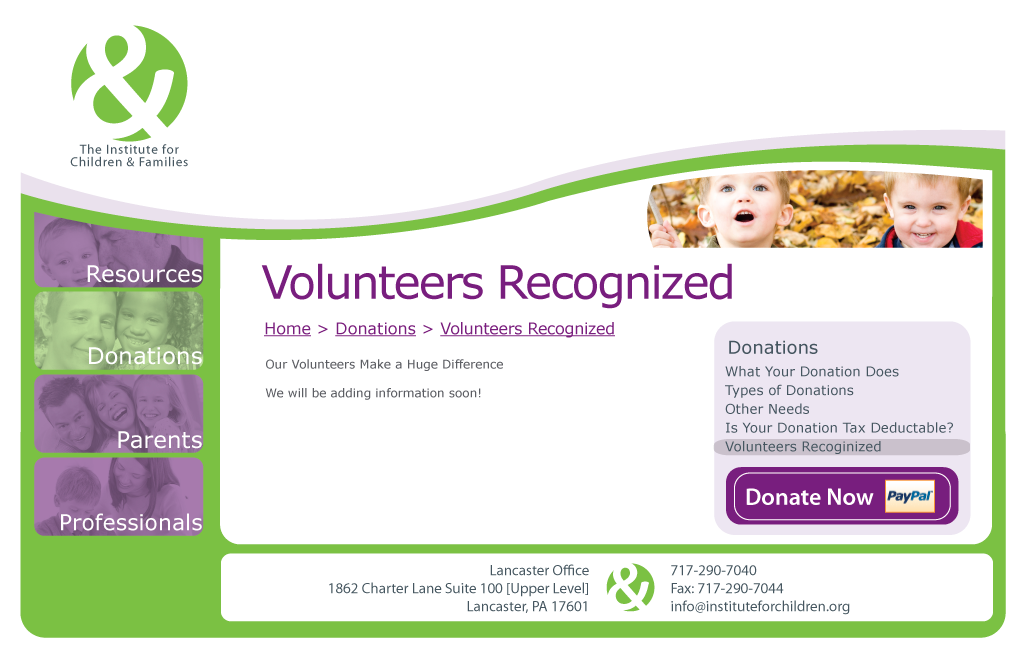 The Institute for
Children & Families
Resources
Donations
Parents
Professionals
Volunteers Recognized
Home > Donations > Volunteers Recognized
Our Volunteers Make a Huge Difference
We will be adding information soon!
Donations
What Your Donation Does
Types of Donations
Other Needs
Is Your Donation Tax Deductable?
Volunteers Recoginized
Donate Now PayPal
Lancaster Office
1862 Charter Lane Suite 100 [Upper Level]
Lancaster, PA 17601
&
717-290-7040
Fax: 717-290-7044
info@instituteforchildren.org